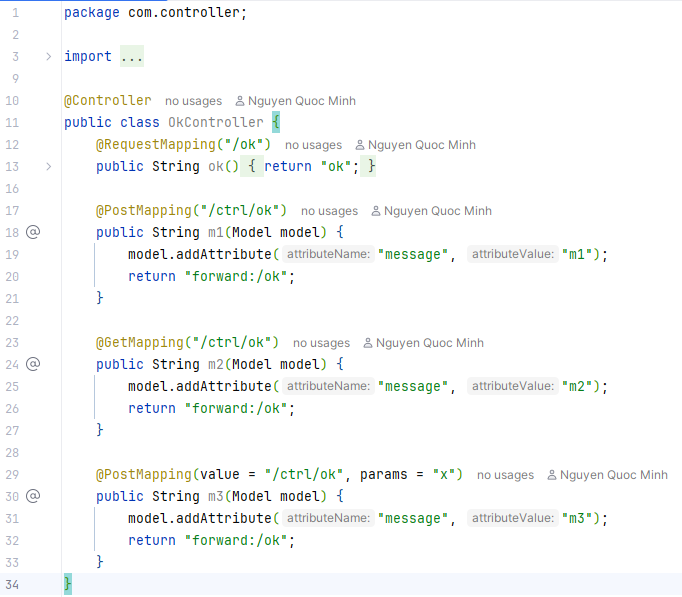 1 package com.controller;
2
3 import ...
9
10 @Controller no usages Nguyen Quoc Minh
11 public class OkController {
12 @RequestMapping("/ok") no usages Nguyen Quoc Minh
13 public String ok() { return "ok"; }
16
17 @PostMapping("/ctrl/ok") no usages Nguyen Quoc Minh
18 @ public String m1(Model model) {
19 model.addAttribute( attributeName: "message", attributeValue: "m1");
20 return "forward:/ok";
21 }
22
23 @GetMapping("/ctrl/ok") no usages Nguyen Quoc Minh
24 @ public String m2(Model model) {
25 model.addAttribute( attributeName: "message", attributeValue: "m2");
26 return "forward:/ok";
27 }
28
29 @PostMapping(value = "/ctrl/ok", params = "x") no usages Nguyen Quoc Minh
30 @ public String m3(Model model) {
31 model.addAttribute( attributeName: "message", attributeValue: "m3");
32 return "forward:/ok";
33 }
34 }